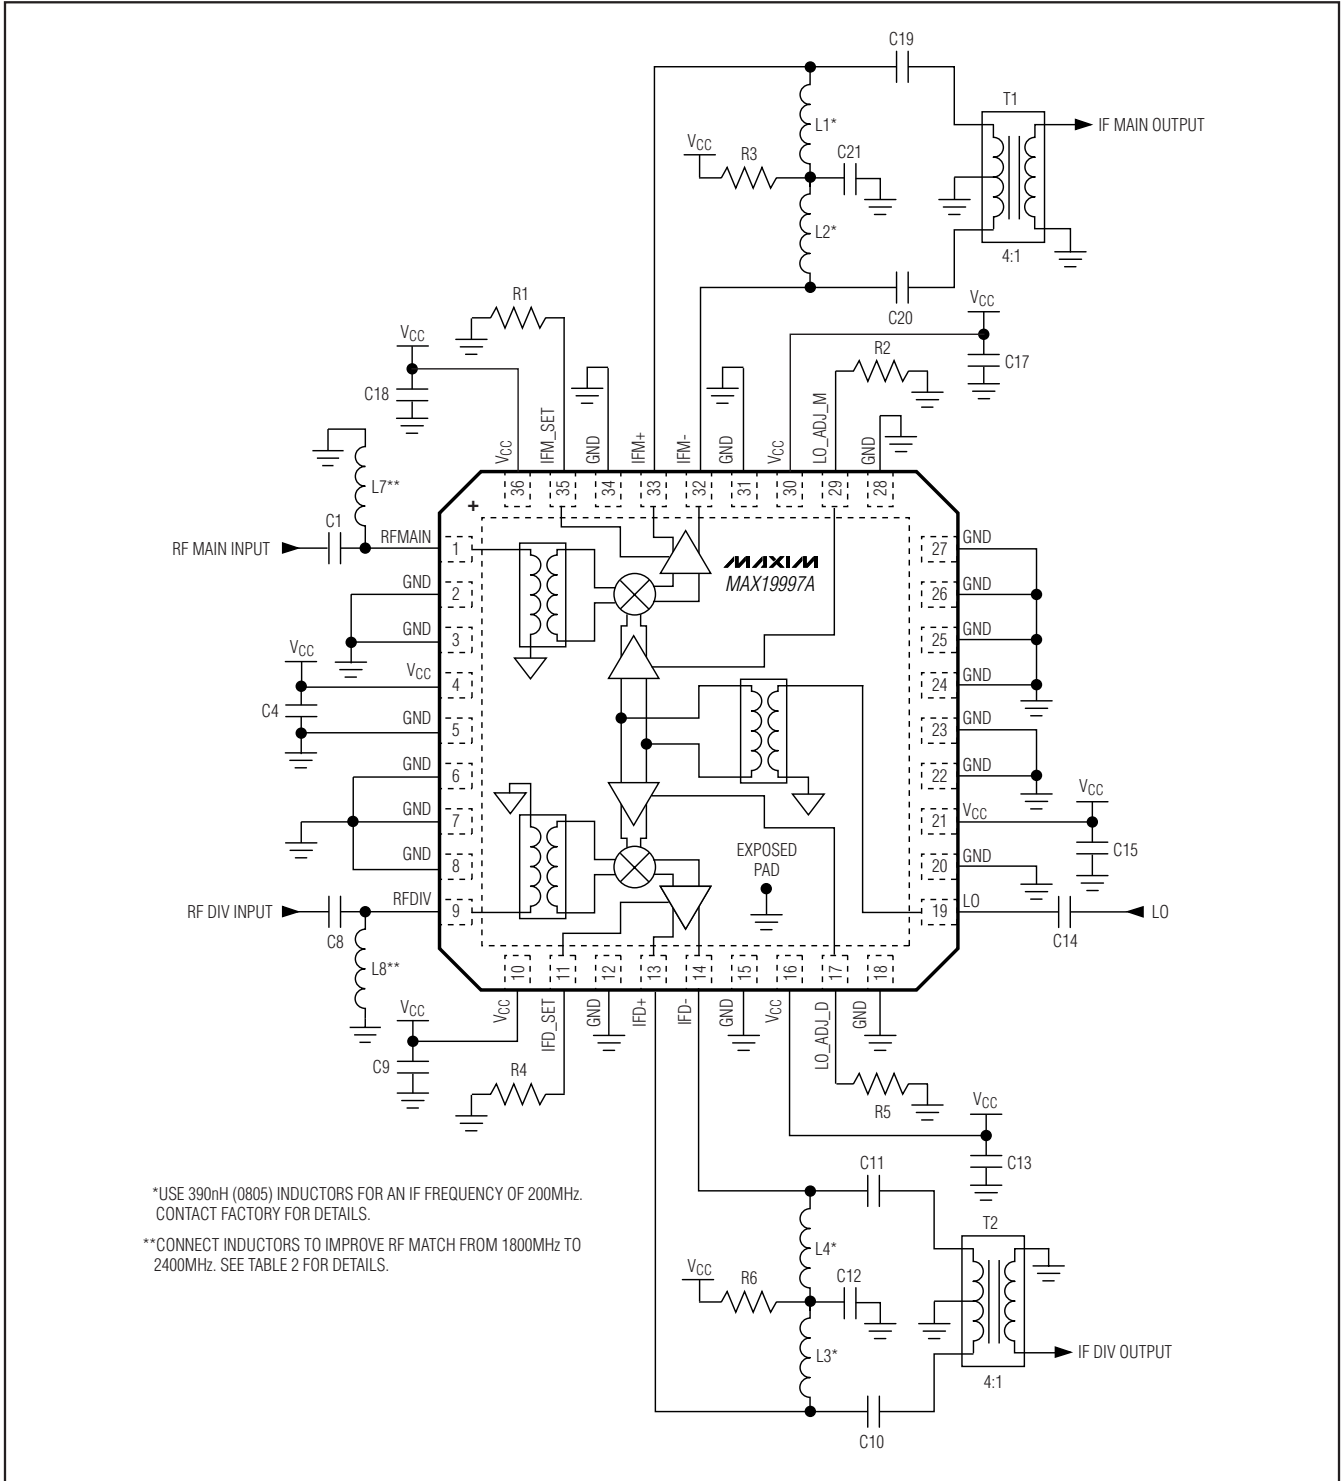 C19
T1
IF MAIN OUTPUT
L1*
VCC
R3
C21
L2*
4:1
C20
R1
VCC
VCC
R2
C17
C18
VCC
IFM_SET
GND
IFM+
IFM-
GND
VCC
LO_ADJ_M
GND
L7**
36
35
34
33
32
31
30
29
28
+
C1
RF MAIN INPUT
RFMAIN
1
MAXIM
MAX19997A
27
GND
GND
2
26
GND
GND
3
25
GND
VCC
VCC
4
24
GND
C4
GND
5
23
GND
GND
6
22
GND
VCC
GND
7
21
VCC
EXPOSED
PAD
C15
GND
8
20
GND
RF DIV INPUT
RFDIV
9
19
LO
LO
C8
C14
L8**
10
11
12
13
14
15
16
17
18
VCC
VCC
IFD_SET
GND
IFD+
IFD-
GND
VCC
LO_ADJ_D
GND
C9
R4
R5
VCC
C13
C11
*USE 390nH (0805) INDUCTORS FOR AN IF FREQUENCY OF 200MHz.
CONTACT FACTORY FOR DETAILS.
T2
**CONNECT INDUCTORS TO IMPROVE RF MATCH FROM 1800MHz TO
2400MHz. SEE TABLE 2 FOR DETAILS.
L4*
VCC
R6
C12
L3*
IF DIV OUTPUT
4:1
C10